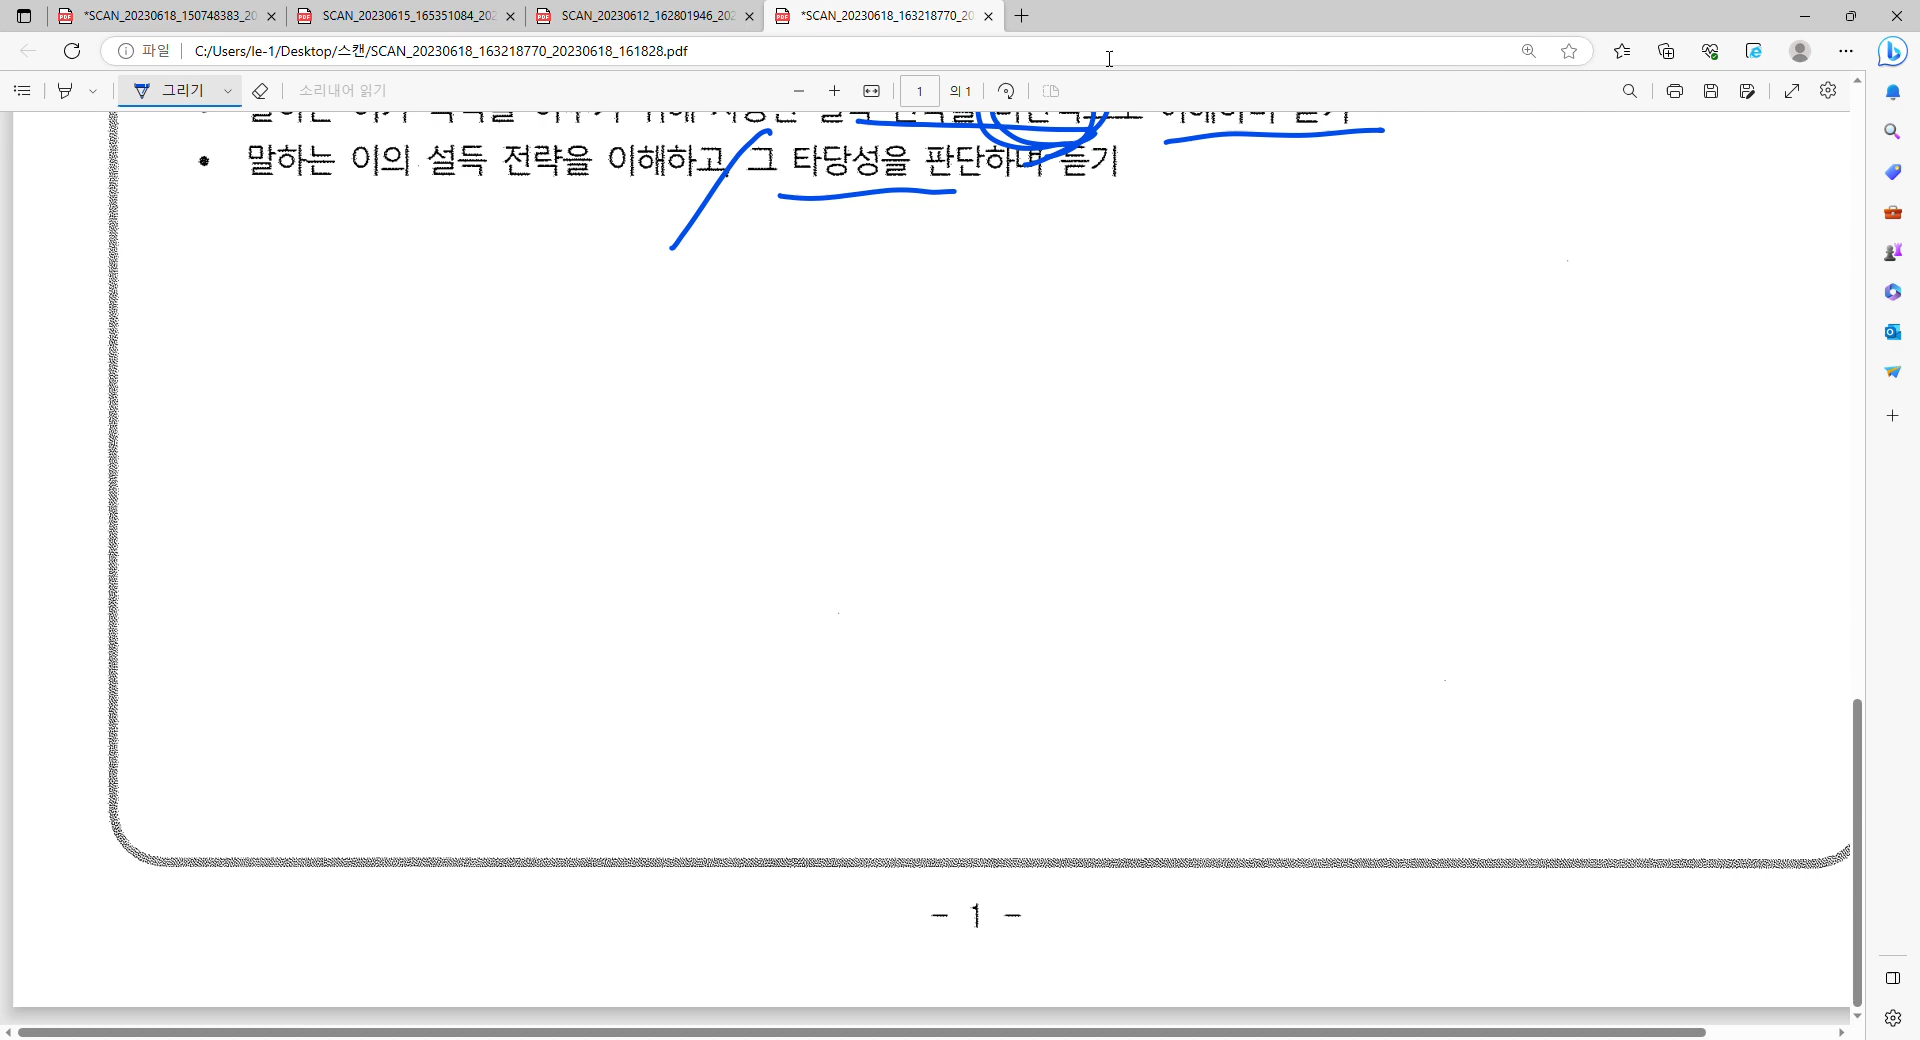 *SCAN_20230618_150748383_20
SCAN_20230615_165351084_202
SCAN_20230612_162801946_202
*SCAN_20230618_163218770_20
파일
C:/Users/le-1/Desktop/스캔/SCAN_20230618_163218770_20230618_161828.pdf
그리기
소리내어 읽기
1
의 1
• 말하는 이의 설득 전략을 이해하고, 그 타당성을 판단하며 듣기
- 1 -